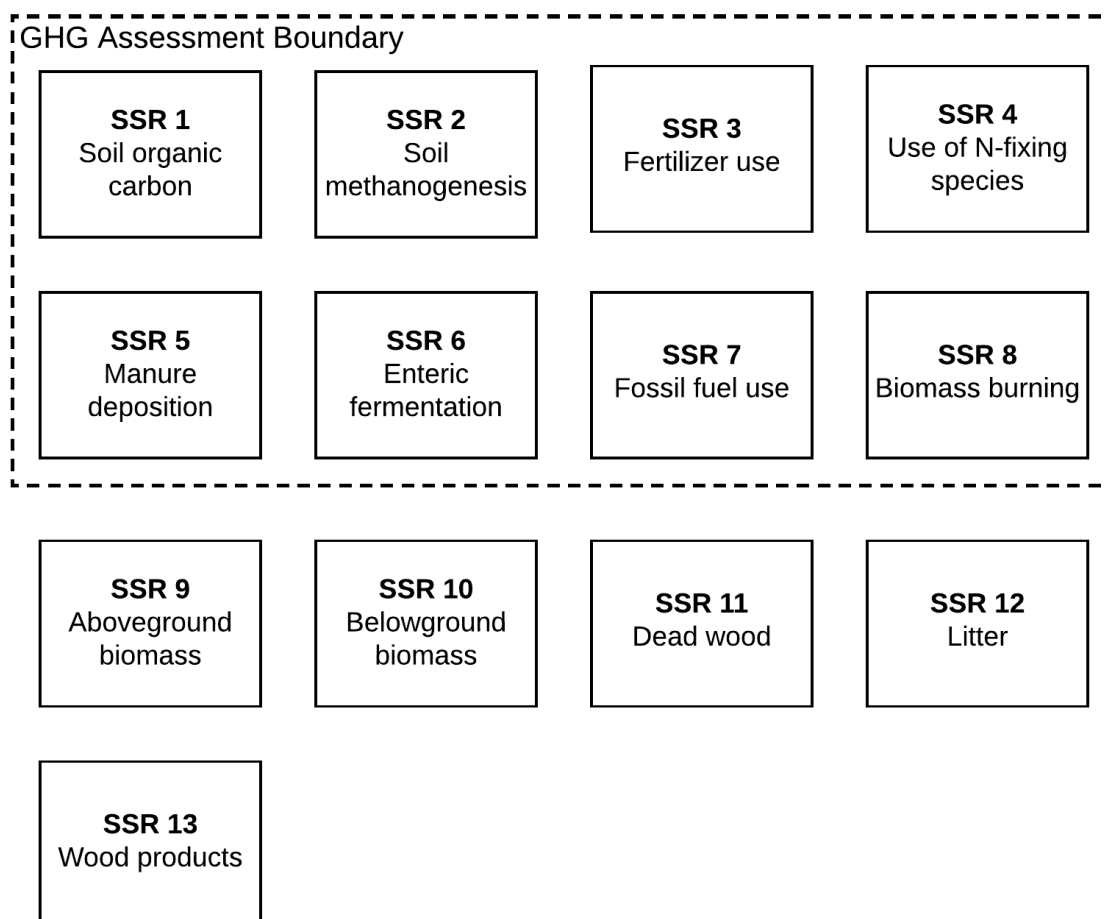 GHG Assessment Boundary
SSR 1
Soil organic
carbon
SSR 2
Soil
methanogenesis
SSR 3
Fertilizer use
SSR 4
Use of N-fixing
species
SSR 5
Manure
deposition
SSR 6
Enteric
fermentation
SSR 7
Fossil fuel use
SSR 8
Biomass burning
SSR 9
Aboveground
biomass
SSR 10
Belowground
biomass
SSR 11
Dead wood
SSR 12
Litter
SSR 13
Wood products